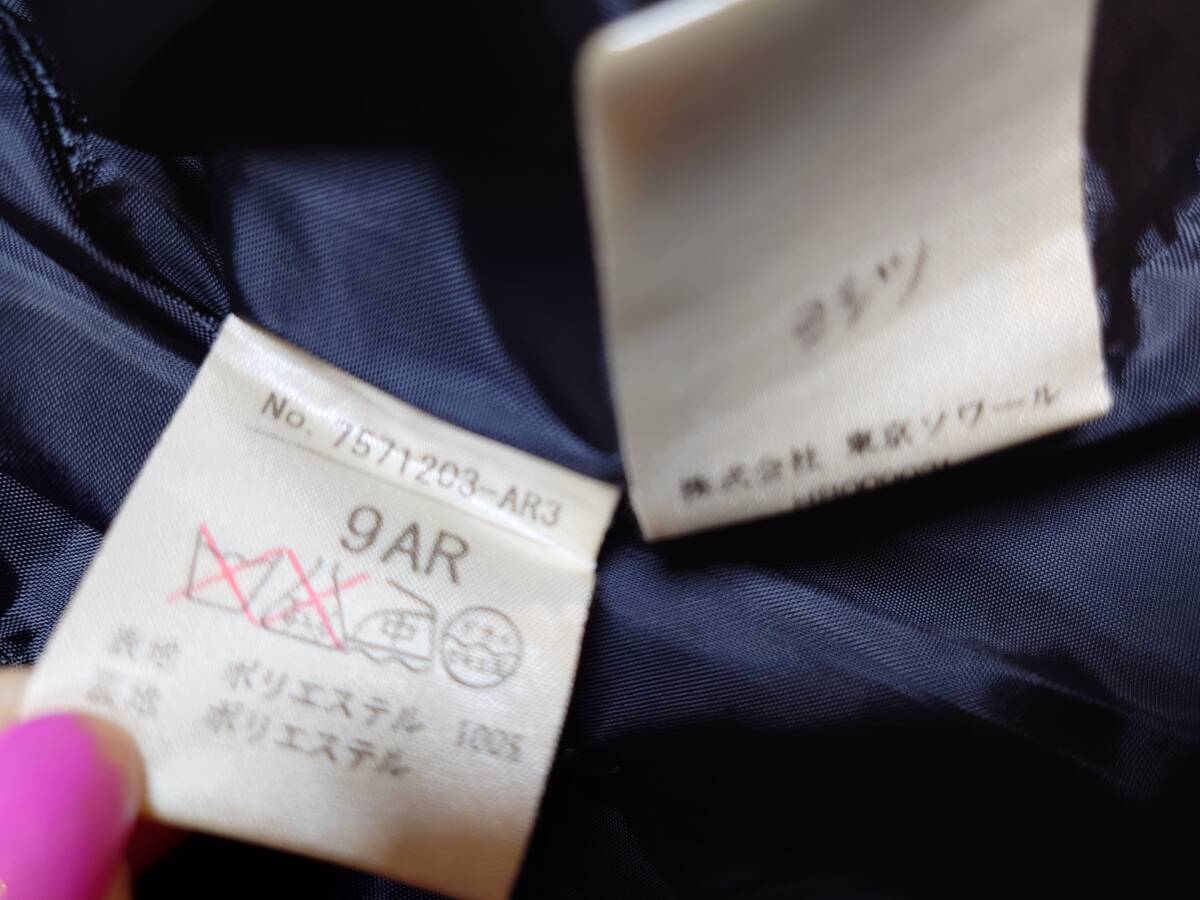 No. 7571203-AR3
9AR
中
表地 ポリエステル 100%
裏地 ポリエステル
株式会社 東京ソワール